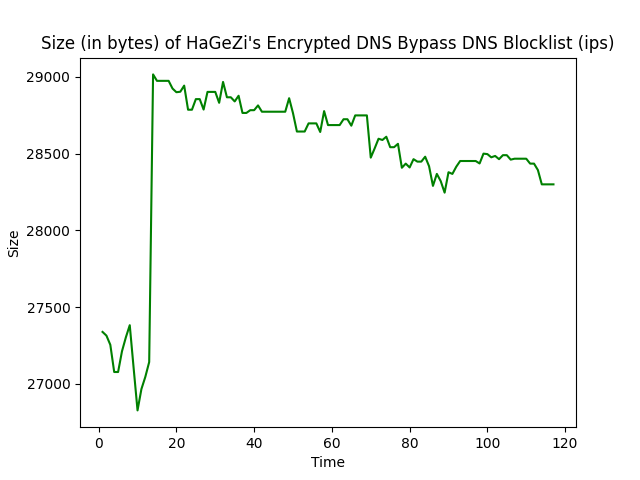 Size (in bytes) of HaGeZi's Encrypted DNS Bypass DNS Blocklist (ips)
29000
28500
28000
27500
27000
Size
0 20 40 60 80 100 120
Time